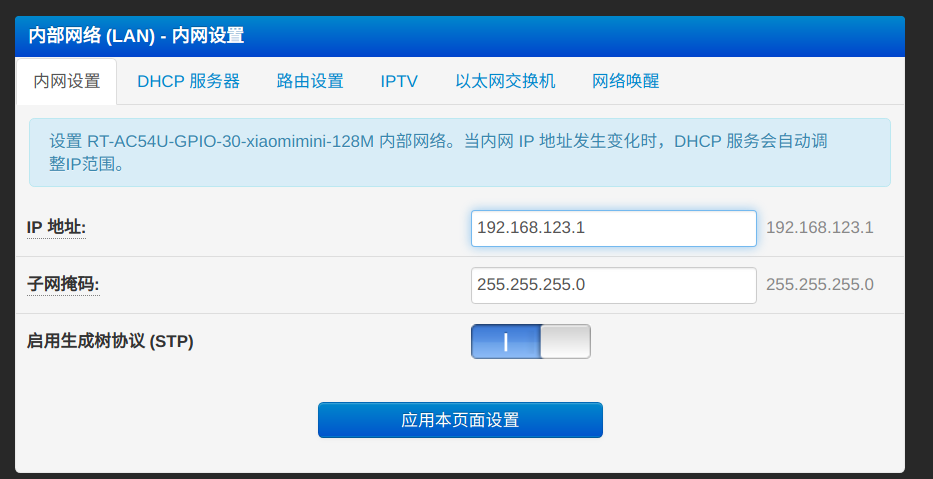 内部网络 (LAN) - 内网设置
内网设置 DHCP 服务器 路由设置 IPTV 以太网交换机 网络唤醒
设置 RT-AC54U-GPIO-30-xiaomimini-128M 内部网络。当内网 IP 地址发生变化时，DHCP 服务会自动调
整IP范围。
IP 地址: 192.168.123.1 192.168.123.1
子网掩码: 255.255.255.0 255.255.255.0
启用生成树协议 (STP)
应用本页面设置